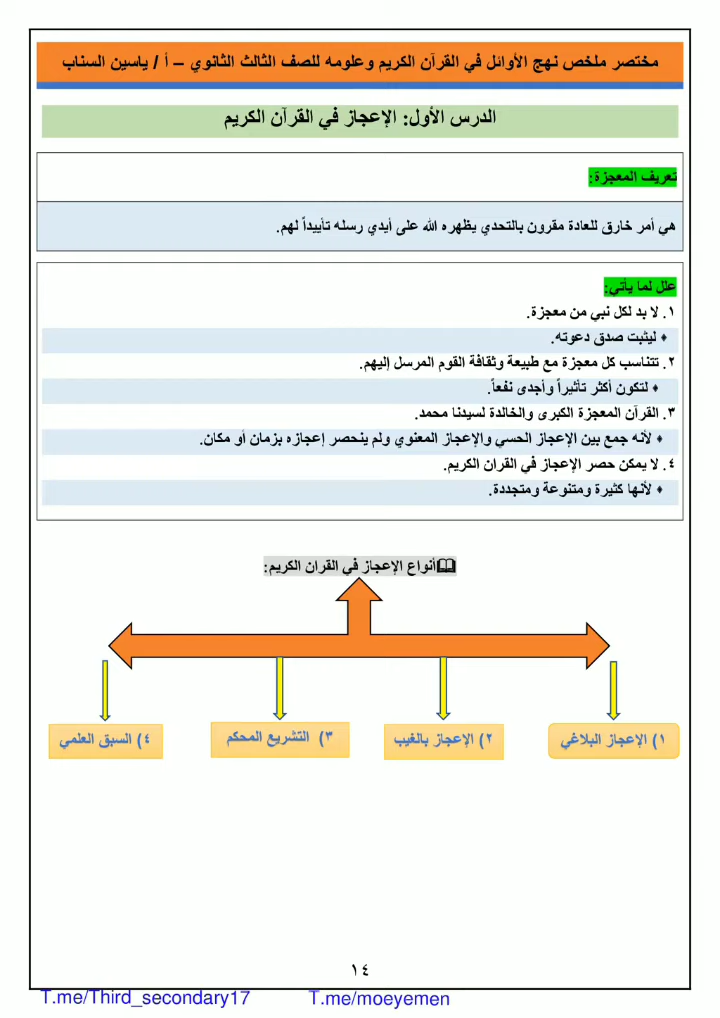 مختصر ملخص نهج الأوائل في القرآن الكريم وعلومه للصف الثالث الثانوي – أ / ياسين السناب
الدرس الأول: الإعجاز في القرآن الكريم
تعريف المعجزة:
هي أمر خارق للعادة مقرون بالتحدي يظهره الله على أيدي رسله تأييداً لهم.
علل لما يأتي:
١. لا بد لكل نبي من معجزة.
♦ ليثبت صدق دعوته.
٢. تتناسب كل معجزة مع طبيعة وثقافة القوم المرسل إليهم.
♦ لتكون أكثر تأثيراً وأجدى نفعاً.
٣. القرآن المعجزة الكبرى والخالدة لسيدنا محمد.
♦ لأنه جمع بين الإعجاز الحسي والإعجاز المعنوي ولم ينحصر إعجازه بزمان أو مكان.
٤. لا يمكن حصر الإعجاز في القران الكريم.
♦ لأنها كثيرة ومتنوعة ومتجددة.
أنواع الإعجاز في القران الكريم:
١) الإعجاز البلاغي
٢) الإعجاز بالغيب
٣) التشريع المحكم
٤) السبق العلمي
١٤
T.me/Third_secondary17
T.me/moeyemen